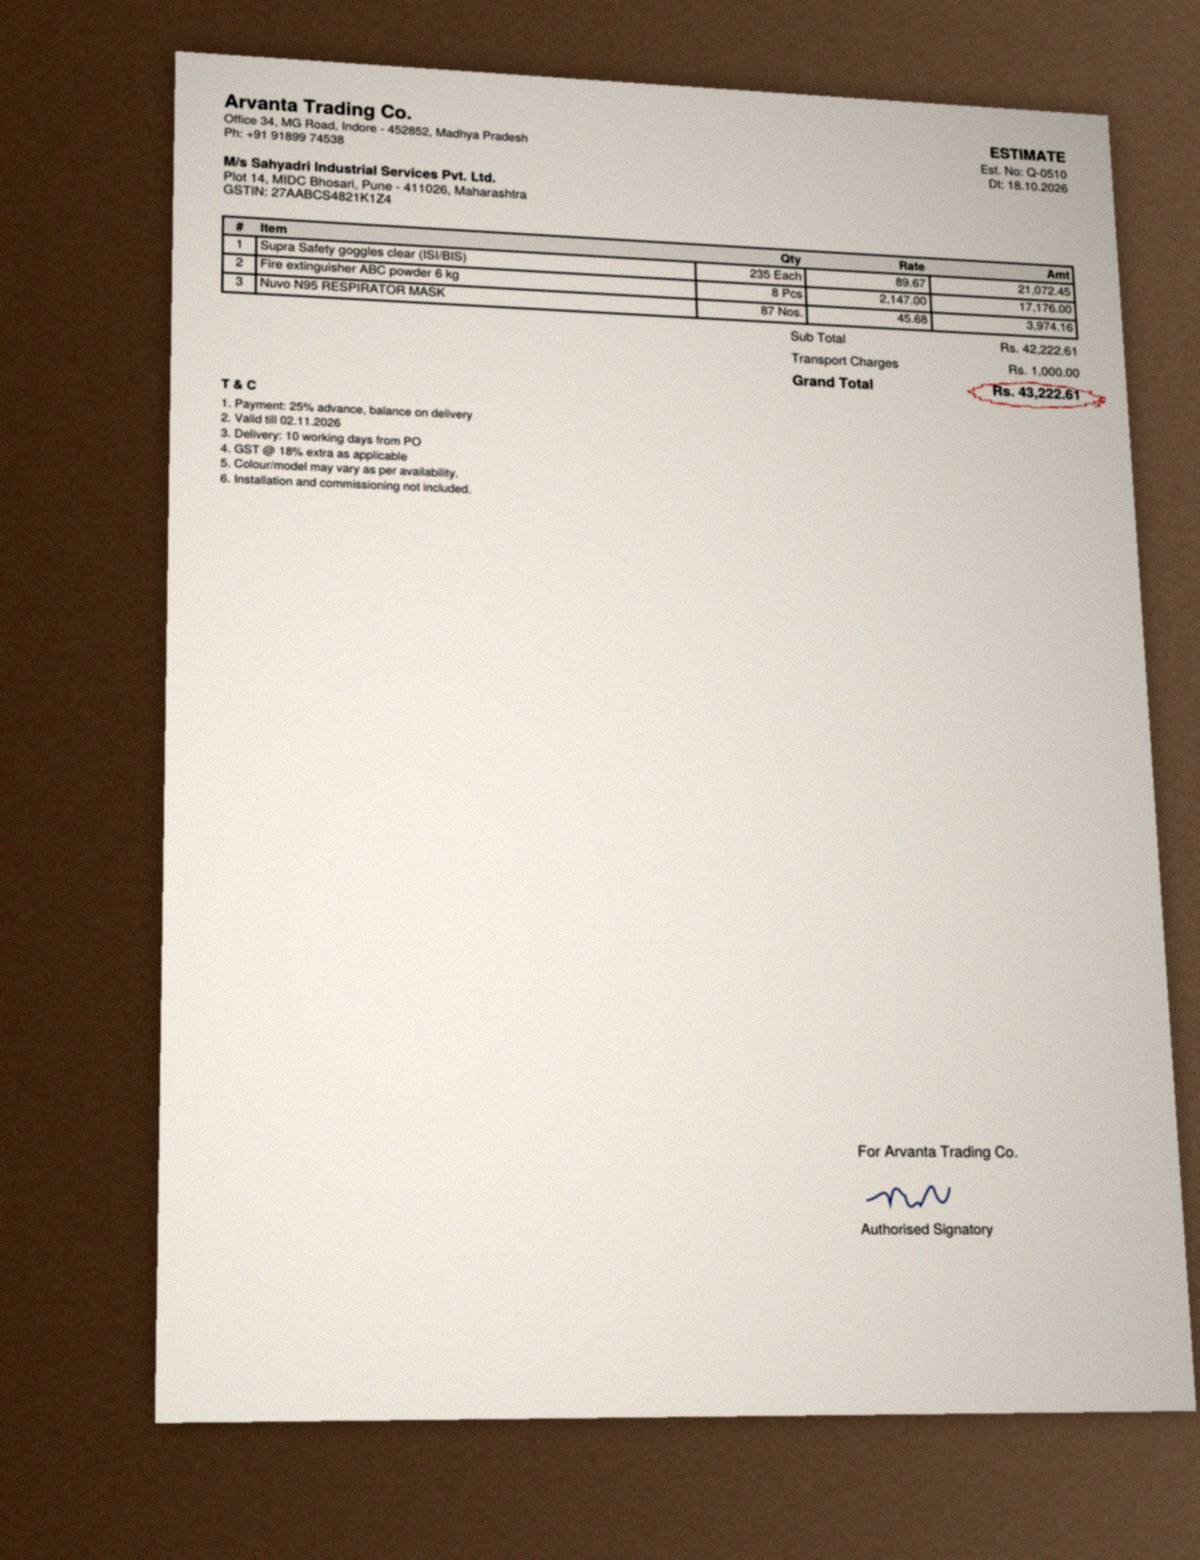 Arvanta Trading Co.
Office 34, MG Road, Indore - 452852, Madhya Pradesh
Ph: +91 91899 74538
ESTIMATE
Est. No: Q-0510
Dt: 18.10.2026
M/s Sahyadri Industrial Services Pvt. Ltd.
Plot 14, MIDC Bhosari, Pune - 411026, Maharashtra
GSTIN: 27AABCS4821K1Z4
# Item Qty Rate Amt
1 Supra Safety goggles clear (ISI/BIS) 235 Each 89.67 21,072.45
2 Fire extinguisher ABC powder 6 kg 8 Pcs 2,147.00 17,176.00
3 Nuvo N95 RESPIRATOR MASK 87 Nos. 45.68 3,974.16
Sub Total Rs. 42,222.61
Transport Charges Rs. 1,000.00
Grand Total Rs. 43,222.61
T & C
1. Payment: 25% advance, balance on delivery
2. Valid till 02.11.2026
3. Delivery: 10 working days from PO
4. GST @ 18% extra as applicable
5. Colour/model may vary as per availability.
6. Installation and commissioning not included.
For Arvanta Trading Co.
Authorised Signatory